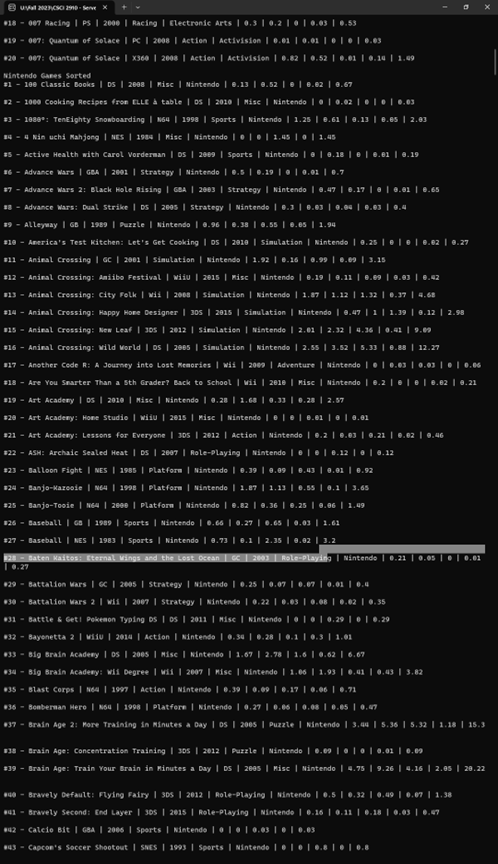 U:\Fall 2023\CSCI 2910 - Serve
#18 - 007 Racing | PS | 2000 | Racing | Electronic Arts | 0.3 | 0.2 | 0 | 0.03 | 0.53
#19 - 007: Quantum of Solace | PC | 2008 | Action | Activision | 0.01 | 0.01 | 0 | 0 | 0.03
#20 - 007: Quantum of Solace | X360 | 2008 | Action | Activision | 0.82 | 0.52 | 0.01 | 0.14 | 1.49
Nintendo Games Sorted
#1 - 100 Classic Books | DS | 2008 | Misc | Nintendo | 0.13 | 0.52 | 0 | 0.02 | 0.67
#2 - 1000 Cooking Recipes from ELLE à table | DS | 2010 | Misc | Nintendo | 0 | 0.02 | 0 | 0 | 0.03
#3 - 1080°: TenEighty Snowboarding | N64 | 1998 | Sports | Nintendo | 1.25 | 0.61 | 0.13 | 0.05 | 2.03
#4 - 4 Nin uchi Mahjong | NES | 1984 | Misc | Nintendo | 0 | 0 | 1.45 | 0 | 1.45
#5 - Active Health with Carol Vorderman | DS | 2009 | Sports | Nintendo | 0 | 0.18 | 0 | 0.01 | 0.19
#6 - Advance Wars | GBA | 2001 | Strategy | Nintendo | 0.5 | 0.19 | 0 | 0.01 | 0.7
#7 - Advance Wars 2: Black Hole Rising | GBA | 2003 | Strategy | Nintendo | 0.47 | 0.17 | 0 | 0.01 | 0.65
#8 - Advance Wars: Dual Strike | DS | 2005 | Strategy | Nintendo | 0.3 | 0.03 | 0.04 | 0.03 | 0.4
#9 - Alleyway | GB | 1989 | Puzzle | Nintendo | 0.96 | 0.38 | 0.55 | 0.05 | 1.94
#10 - America's Test Kitchen: Let's Get Cooking | DS | 2010 | Simulation | Nintendo | 0.25 | 0 | 0 | 0.02 | 0.27
#11 - Animal Crossing | GC | 2001 | Simulation | Nintendo | 1.92 | 0.16 | 0.99 | 0.09 | 3.15
#12 - Animal Crossing: Amiibo Festival | WiiU | 2015 | Misc | Nintendo | 0.19 | 0.11 | 0.09 | 0.03 | 0.42
#13 - Animal Crossing: City Folk | Wii | 2008 | Simulation | Nintendo | 1.87 | 1.12 | 1.32 | 0.37 | 4.68
#14 - Animal Crossing: Happy Home Designer | 3DS | 2015 | Simulation | Nintendo | 0.47 | 1 | 1.39 | 0.12 | 2.98
#15 - Animal Crossing: New Leaf | 3DS | 2012 | Simulation | Nintendo | 2.01 | 2.32 | 4.36 | 0.41 | 9.09
#16 - Animal Crossing: Wild World | DS | 2005 | Simulation | Nintendo | 2.55 | 3.52 | 5.33 | 0.88 | 12.27
#17 - Another Code R: A Journey into Lost Memories | Wii | 2009 | Adventure | Nintendo | 0 | 0.03 | 0.03 | 0 | 0.06
#18 - Are You Smarter Than a 5th Grader? Back to School | Wii | 2010 | Misc | Nintendo | 0.2 | 0 | 0 | 0.02 | 0.21
#19 - Art Academy | DS | 2010 | Misc | Nintendo | 0.28 | 1.68 | 0.33 | 0.28 | 2.57
#20 - Art Academy: Home Studio | WiiU | 2015 | Misc | Nintendo | 0 | 0 | 0.01 | 0 | 0.01
#21 - Art Academy: Lessons for Everyone | 3DS | 2012 | Action | Nintendo | 0.2 | 0.03 | 0.21 | 0.02 | 0.46
#22 - ASH: Archaic Sealed Heat | DS | 2007 | Role-Playing | Nintendo | 0 | 0 | 0.12 | 0 | 0.12
#23 - Balloon Fight | NES | 1985 | Platform | Nintendo | 0.39 | 0.09 | 0.43 | 0.01 | 0.92
#24 - Banjo-Kazooie | N64 | 1998 | Platform | Nintendo | 1.87 | 1.13 | 0.55 | 0.1 | 3.65
#25 - Banjo-Tooie | N64 | 2000 | Platform | Nintendo | 0.82 | 0.36 | 0.25 | 0.06 | 1.49
#26 - Baseball | GB | 1989 | Sports | Nintendo | 0.66 | 0.27 | 0.65 | 0.03 | 1.61
#27 - Baseball | NES | 1983 | Sports | Nintendo | 0.73 | 0.1 | 2.35 | 0.02 | 3.2
#28 - Baten Kaitos: Eternal Wings and the Lost Ocean | GC | 2003 | Role-Playing | Nintendo | 0.21 | 0.05 | 0 | 0.01
| 0.27
#29 - Battalion Wars | GC | 2005 | Strategy | Nintendo | 0.25 | 0.07 | 0.07 | 0.01 | 0.4
#30 - Battalion Wars 2 | Wii | 2007 | Strategy | Nintendo | 0.22 | 0.03 | 0.08 | 0.02 | 0.35
#31 - Battle & Get! Pokemon Typing DS | DS | 2011 | Misc | Nintendo | 0 | 0 | 0.29 | 0 | 0.29
#32 - Bayonetta 2 | WiiU | 2014 | Action | Nintendo | 0.34 | 0.28 | 0.1 | 0.3 | 1.01
#33 - Big Brain Academy | DS | 2005 | Misc | Nintendo | 1.67 | 2.78 | 1.6 | 0.62 | 6.67
#34 - Big Brain Academy: Wii Degree | Wii | 2007 | Misc | Nintendo | 1.06 | 1.93 | 0.41 | 0.43 | 3.82
#35 - Blast Corps | N64 | 1997 | Action | Nintendo | 0.39 | 0.09 | 0.17 | 0.06 | 0.71
#36 - Bomberman Hero | N64 | 1998 | Platform | Nintendo | 0.27 | 0.06 | 0.08 | 0.05 | 0.47
#37 - Brain Age 2: More Training in Minutes a Day | DS | 2005 | Puzzle | Nintendo | 3.44 | 5.36 | 5.32 | 1.18 | 15.3
#38 - Brain Age: Concentration Training | 3DS | 2012 | Puzzle | Nintendo | 0.09 | 0 | 0 | 0.01 | 0.09
#39 - Brain Age: Train Your Brain in Minutes a Day | DS | 2005 | Misc | Nintendo | 4.75 | 9.26 | 4.16 | 2.05 | 20.22
#40 - Bravely Default: Flying Fairy | 3DS | 2012 | Role-Playing | Nintendo | 0.5 | 0.32 | 0.49 | 0.07 | 1.38
#41 - Bravely Second: End Layer | 3DS | 2015 | Role-Playing | Nintendo | 0.16 | 0.11 | 0.18 | 0.03 | 0.47
#42 - Calcio Bit | GBA | 2006 | Sports | Nintendo | 0 | 0 | 0.03 | 0 | 0.03
#43 - Capcom's Soccer Shootout | SNES | 1993 | Sports | Nintendo | 0 | 0 | 0.8 | 0 | 0.8